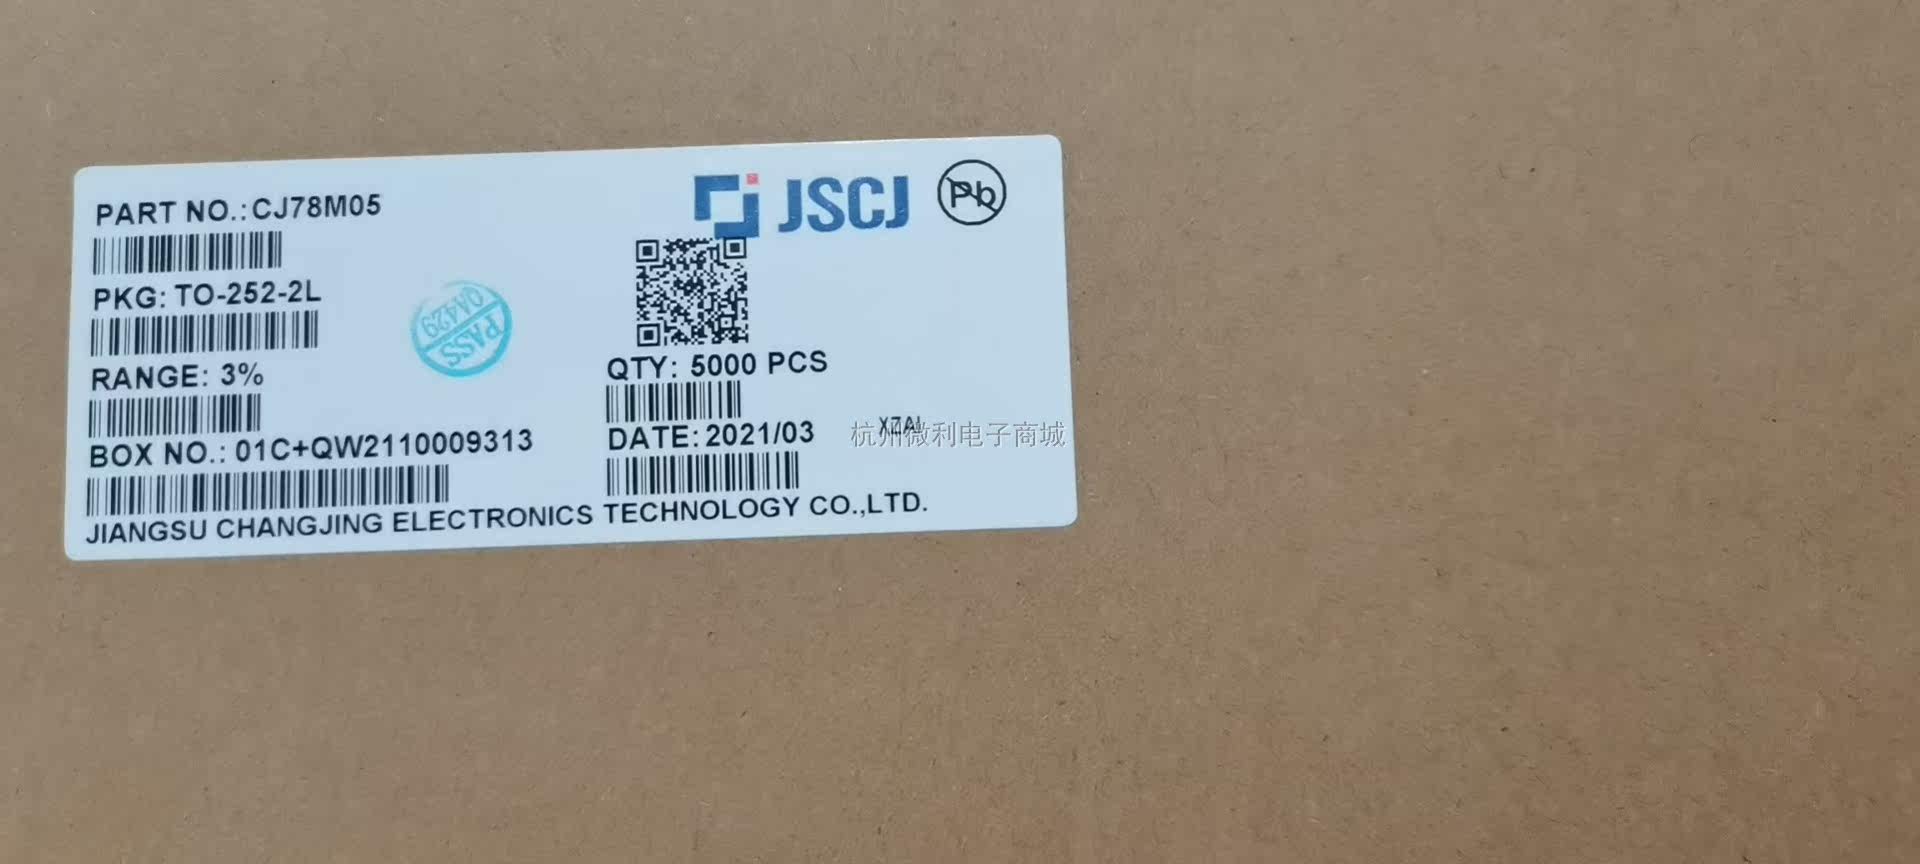 PART NO.:CJ78M05
JSCJ
Pb
PKG: TO-252-2L
QA429
PASS
RANGE: 3%
QTY: 5000 PCS
BOX NO.: 01C+QW2110009313
DATE: 2021/03
杭州微利电子商城
JIANGSU CHANGJING ELECTRONICS TECHNOLOGY CO.,LTD.